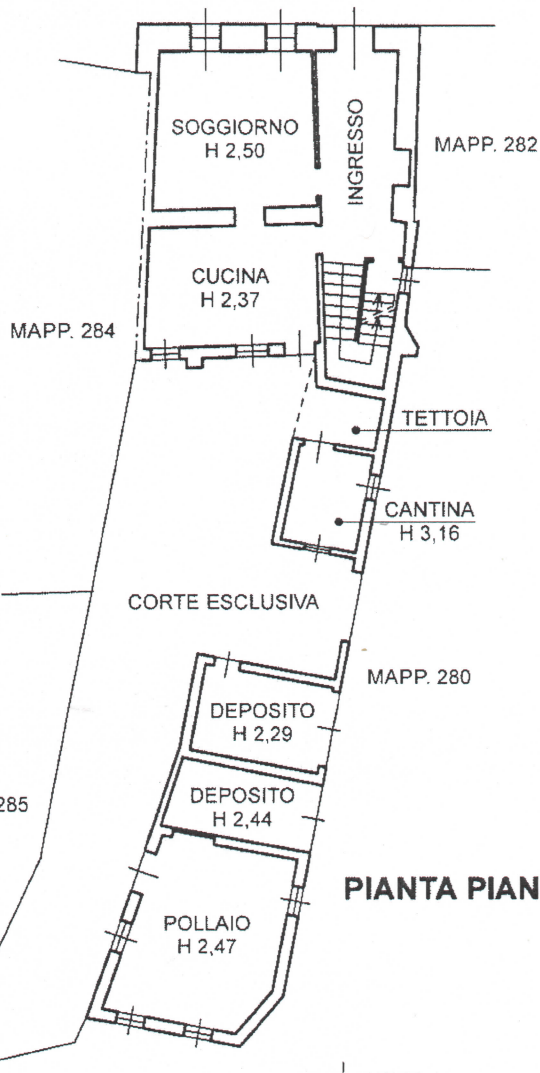 SOGGIORNO
H 2,50
INGRESSO
MAPP. 282
CUCINA
H 2,37
MAPP. 284
TETTOIA
CANTINA
H 3,16
CORTE ESCLUSIVA
MAPP. 280
DEPOSITO
H 2,29
DEPOSITO
H 2,44
285
PIANTA PIAN
POLLAIO
H 2,47